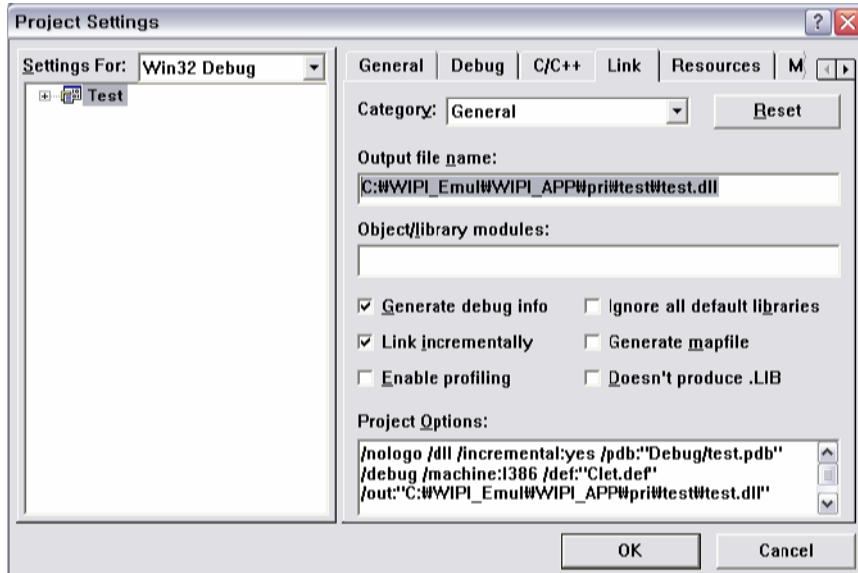 Project Settings
Settings For: Win32 Debug
Test
General Debug C/C++ Link Resources M
Category: General Reset
Output file name:
C:₩WIPI_Emul₩WIPI_APP₩pri₩test₩test.dll
Object/library modules:
Generate debug info Ignore all default libraries
Link incrementally Generate mapfile
Enable profiling Doesn't produce .LIB
Project Options:
/nologo /dll /incremental:yes /pdb:"Debug/test.pdb"
/debug /machine:I386 /def:"Clet.def"
/out:"C:₩WIPI_Emul₩WIPI_APP₩pri₩test₩test.dll"
OK Cancel